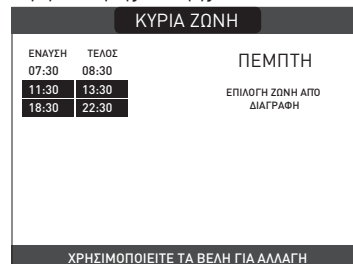 ΚΥΡΙΑ ΖΩΝΗ
ΕΝΑΥΣΗ ΤΕΛΟΣ
07:30 08:30
11:30 13:30
18:30 22:30
ΠΕΜΠΤΗ
ΕΠΙΛΟΓΗ ΖΩΝΗ ΑΠΟ
ΔΙΑΓΡΑΦΗ
ΧΡΗΣΙΜΟΠΟΙΕΙΤΕ ΤΑ ΒΕΛΗ ΓΙΑ ΑΛΛΑΓΗ